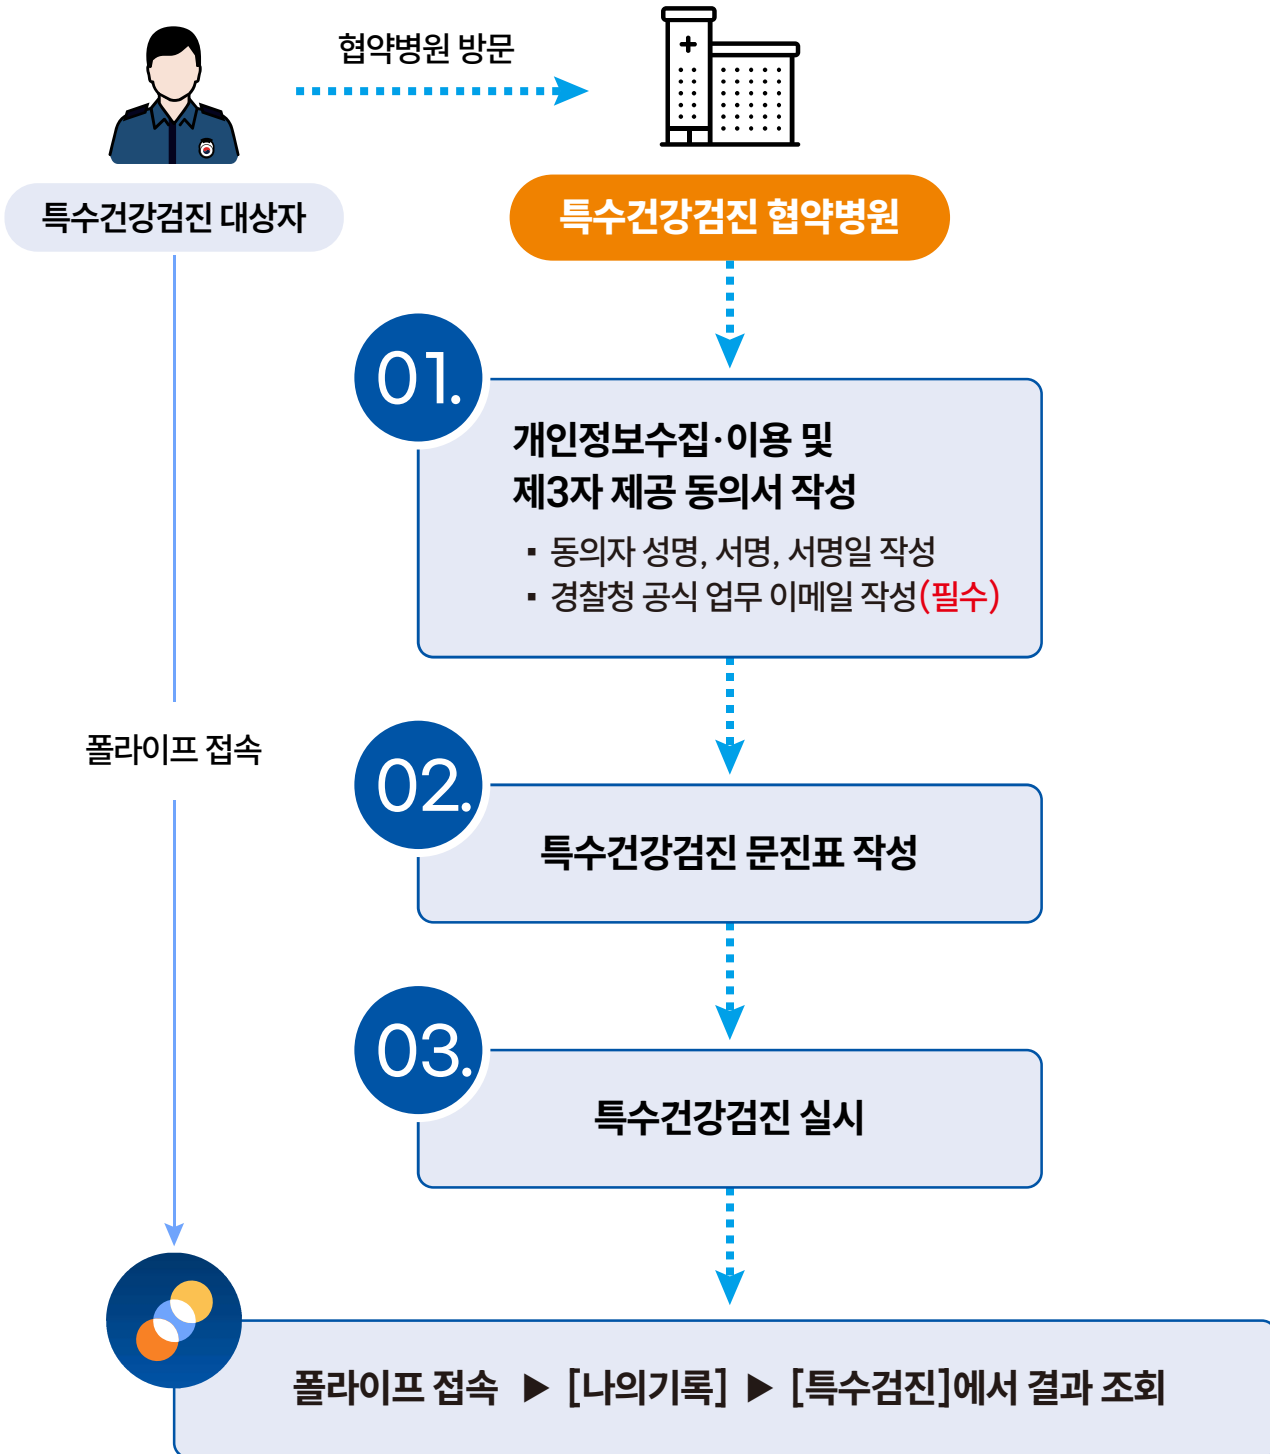 협약병원 방문
특수건강검진 대상자
특수건강검진 협약병원
01.
개인정보수집·이용 및
제3자 제공 동의서 작성
▪ 동의자 성명, 서명, 서명일 작성
▪ 경찰청 공식 업무 이메일 작성(필수)
폴라이프 접속
02.
특수건강검진 문진표 작성
03.
특수건강검진 실시
폴라이프 접속 ▶ [나의기록] ▶ [특수검진]에서 결과 조회